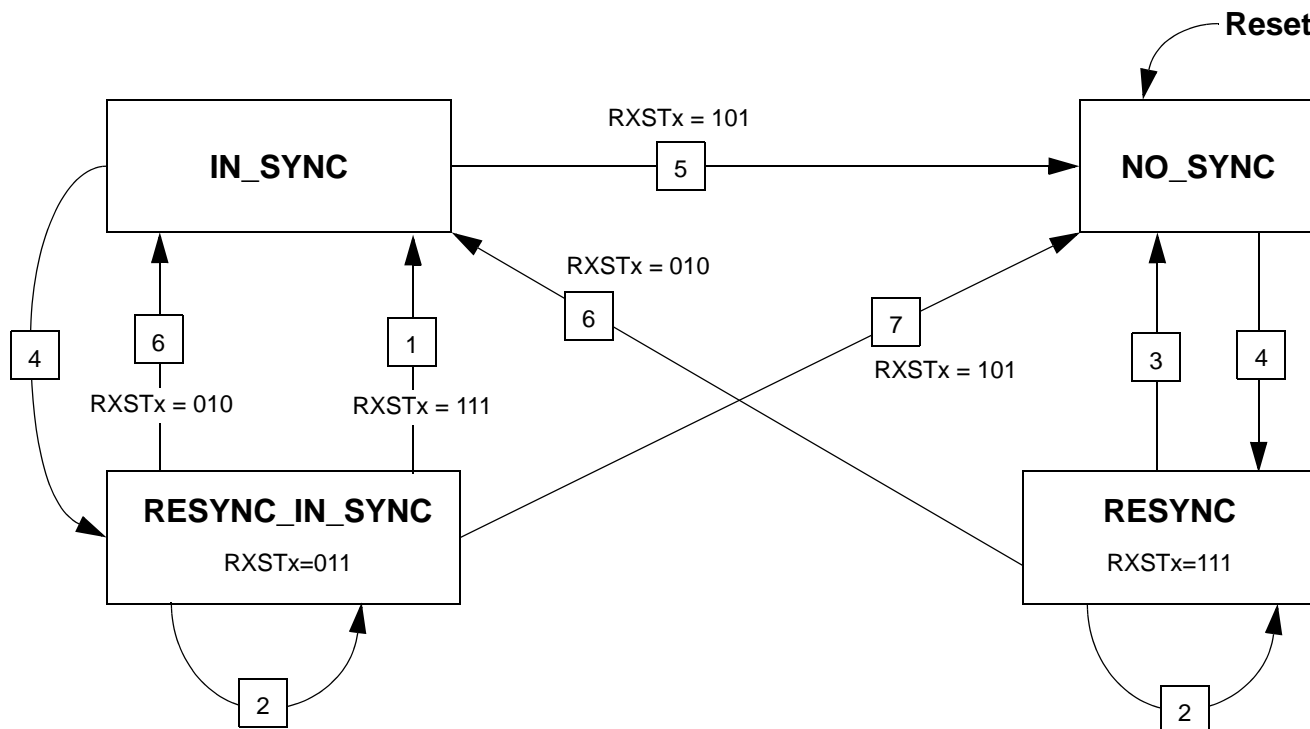 Reset
RXSTx = 101
5
IN_SYNC
NO_SYNC
RXSTx = 010
6
7
RXSTx = 101
4
6
1
3
4
RXSTx = 010
RXSTx = 111
RESYNC_IN_SYNC
RXSTx=011
RESYNC
RXSTx=111
2
2